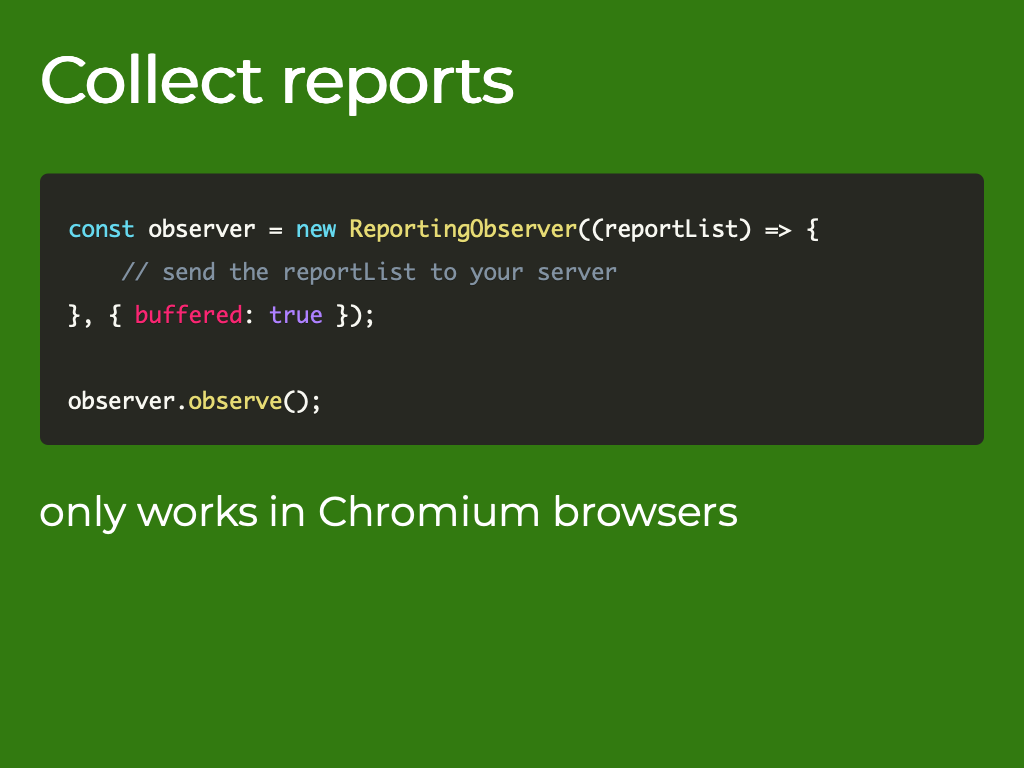 Collect reports
const observer = new ReportingObserver((reportList) => {
    // send the reportList to your server
}, { buffered: true });
observer.observe();
only works in Chromium browsers